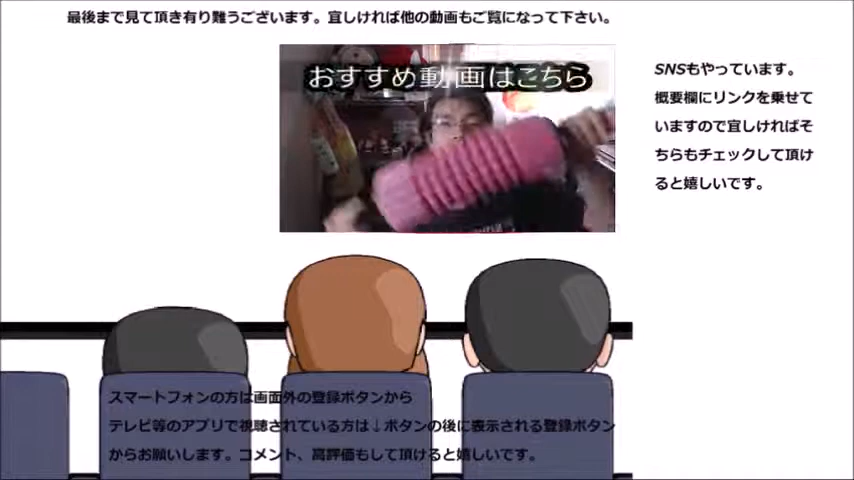 最後まで見て頂き有り難うございます。宜しければ他の動画もご覧になって下さい。
おすすめ動画はこちら
SNSもやっています。
概要欄にリンクを乗せて
いますので宜しければそ
ちらもチェックして頂け
ると嬉しいです。
スマートフォンの方は画面外の登録ボタンから
テレビ等のアプリで視聴されている方は↓ボタンの後に表示される登録ボタン
からお願いします。コメント、高評価もして頂けると嬉しいです。